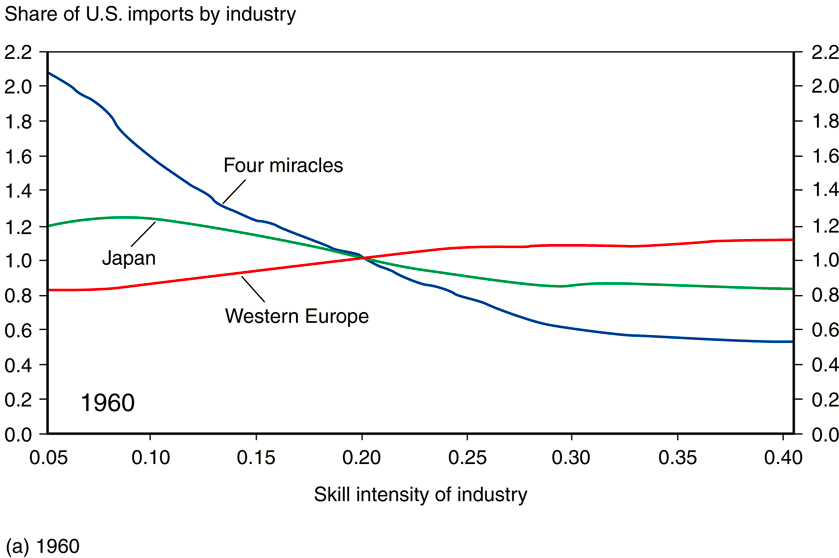 Share of U.S. imports by industry
2.2 2.2
2.0 2.0
1.8 1.8
1.6 1.6
Four miracles
1.4 1.4
1.2 1.2
Japan
1.0 1.0
0.8 0.8
Western Europe
0.6 0.6
0.4 0.4
1960
0.2 0.2
0.0 0.0
0.05 0.10 0.15 0.20 0.25 0.30 0.35 0.40
Skill intensity of industry
(a) 1960